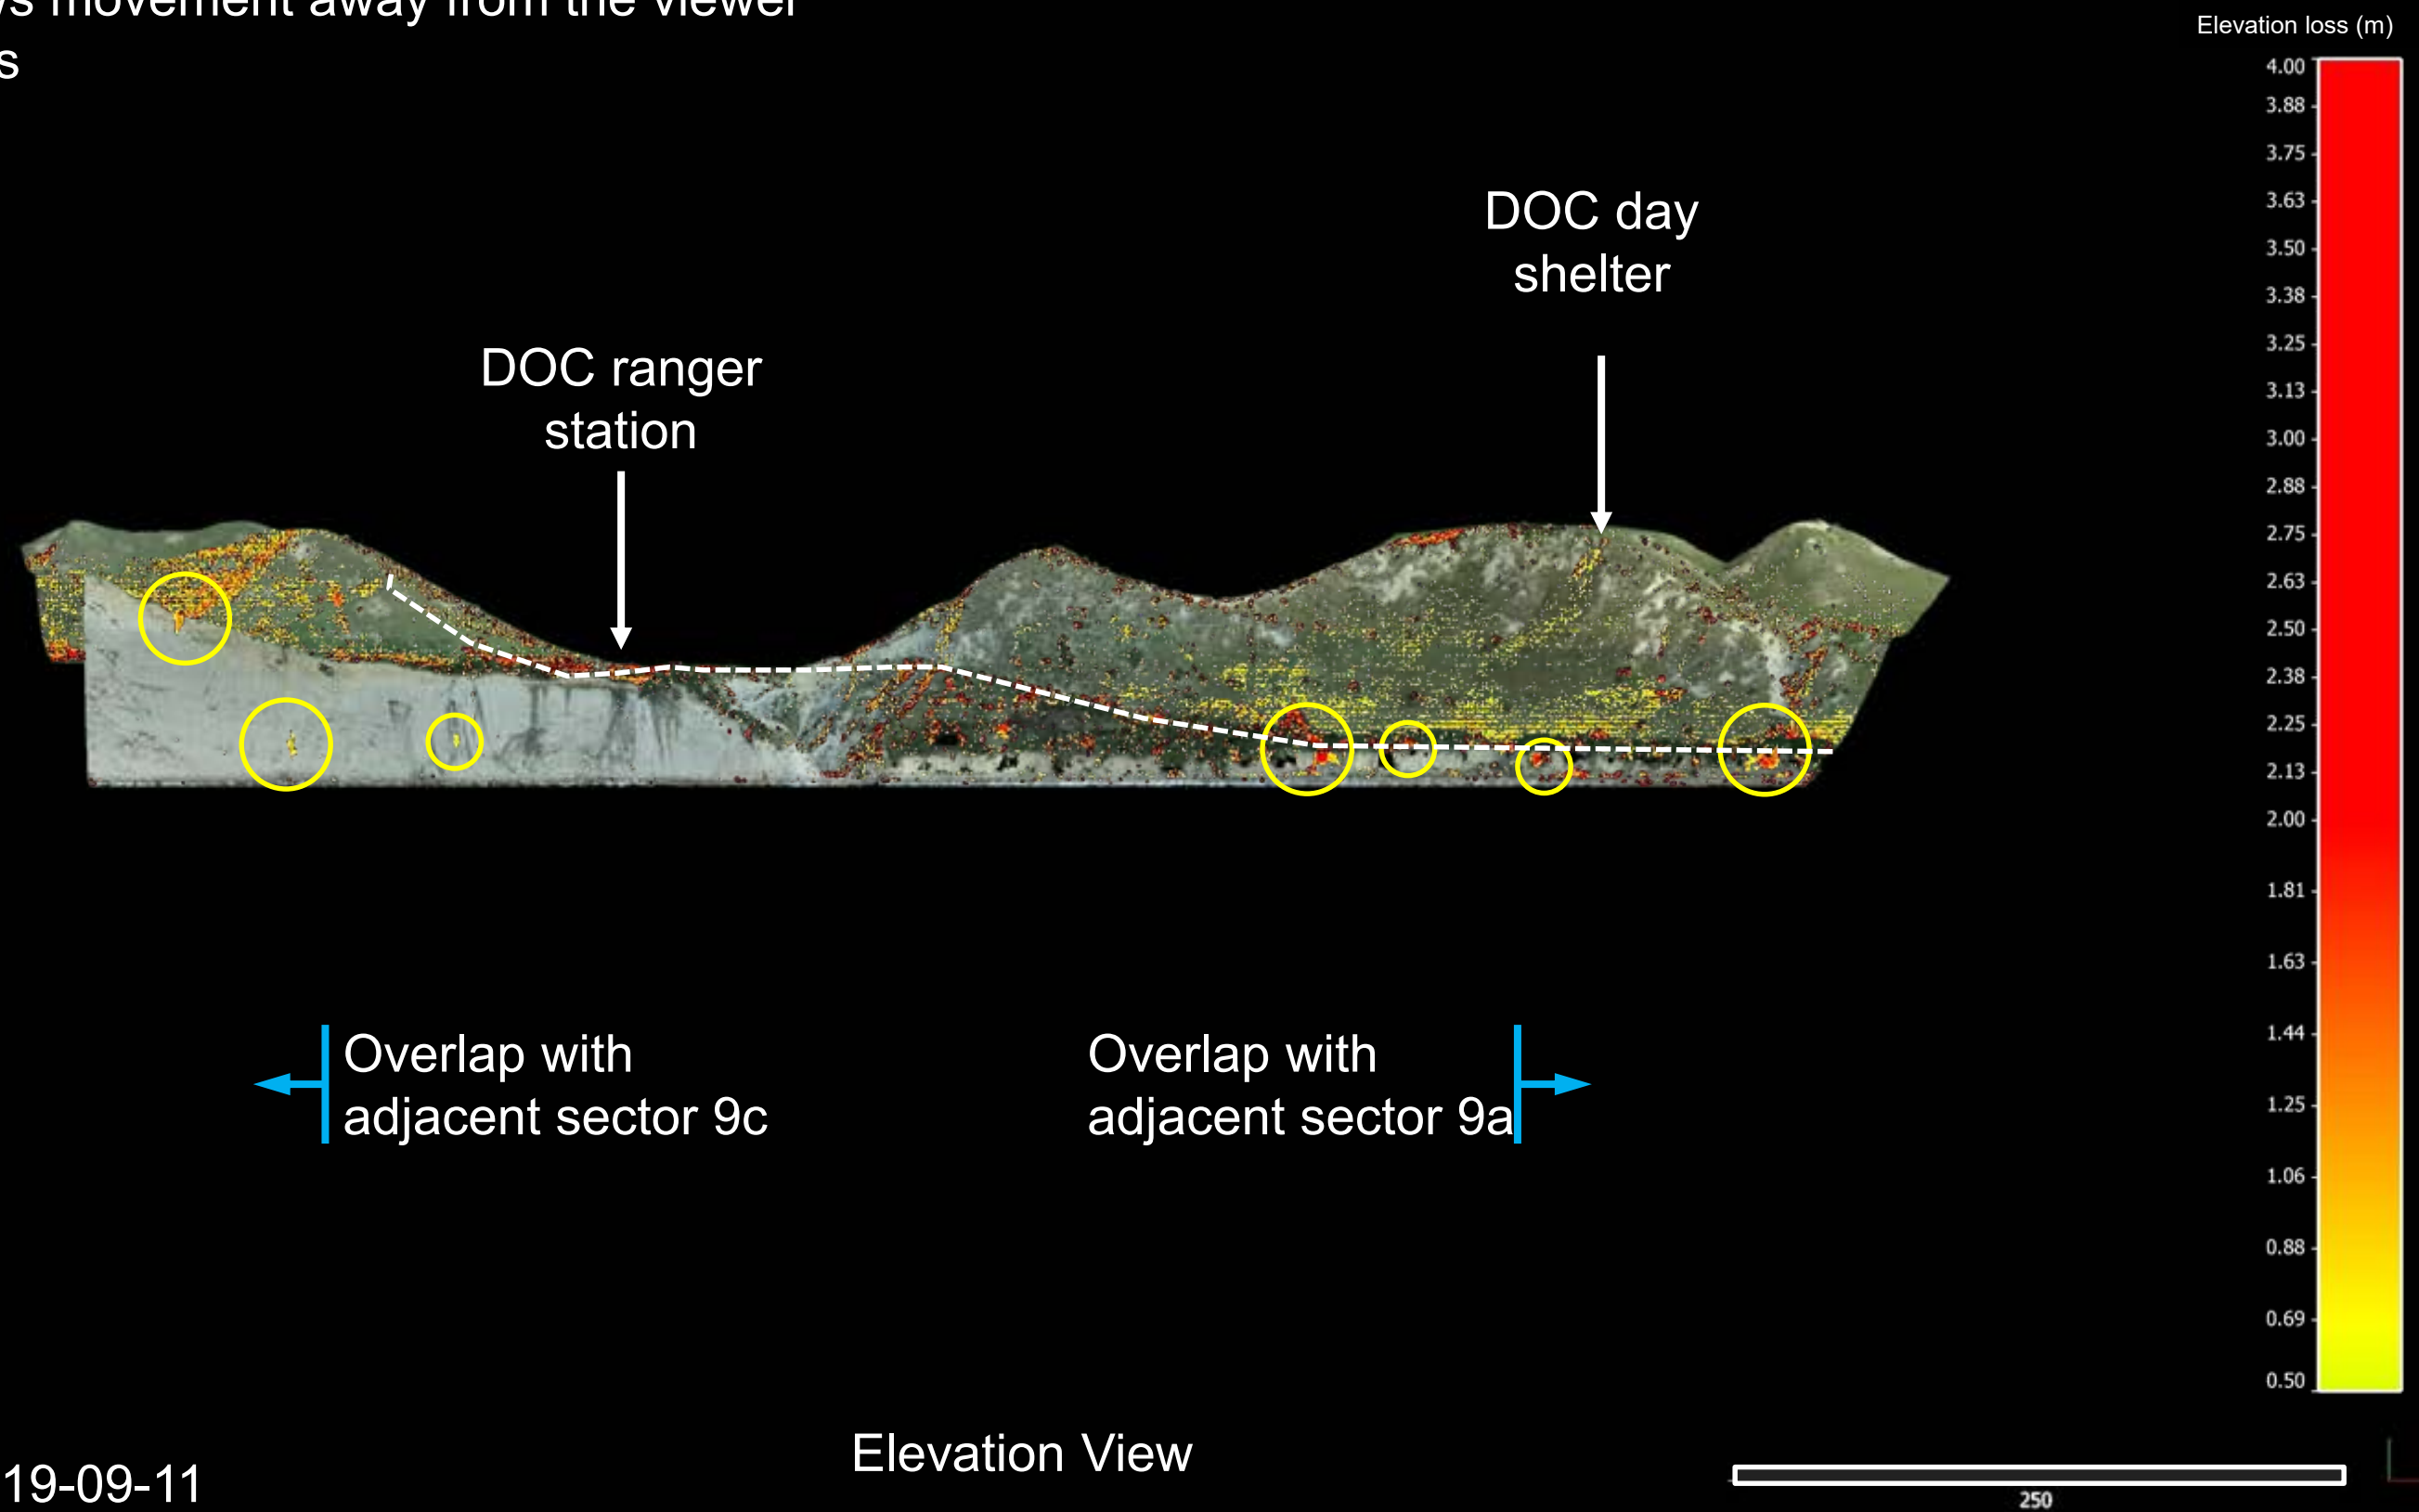 movement away from the viewer
s
Elevation loss (m)
4.00
3.88
3.75
3.63
3.50
3.38
3.25
3.13
3.00
2.88
2.75
2.63
2.50
2.38
2.25
2.13
2.00
1.81
1.63
1.44
1.25
1.06
0.88
0.69
0.50
DOC day
shelter
DOC ranger
station
Overlap with
adjacent sector 9c
Overlap with
adjacent sector 9a
Elevation View
19-09-11
250